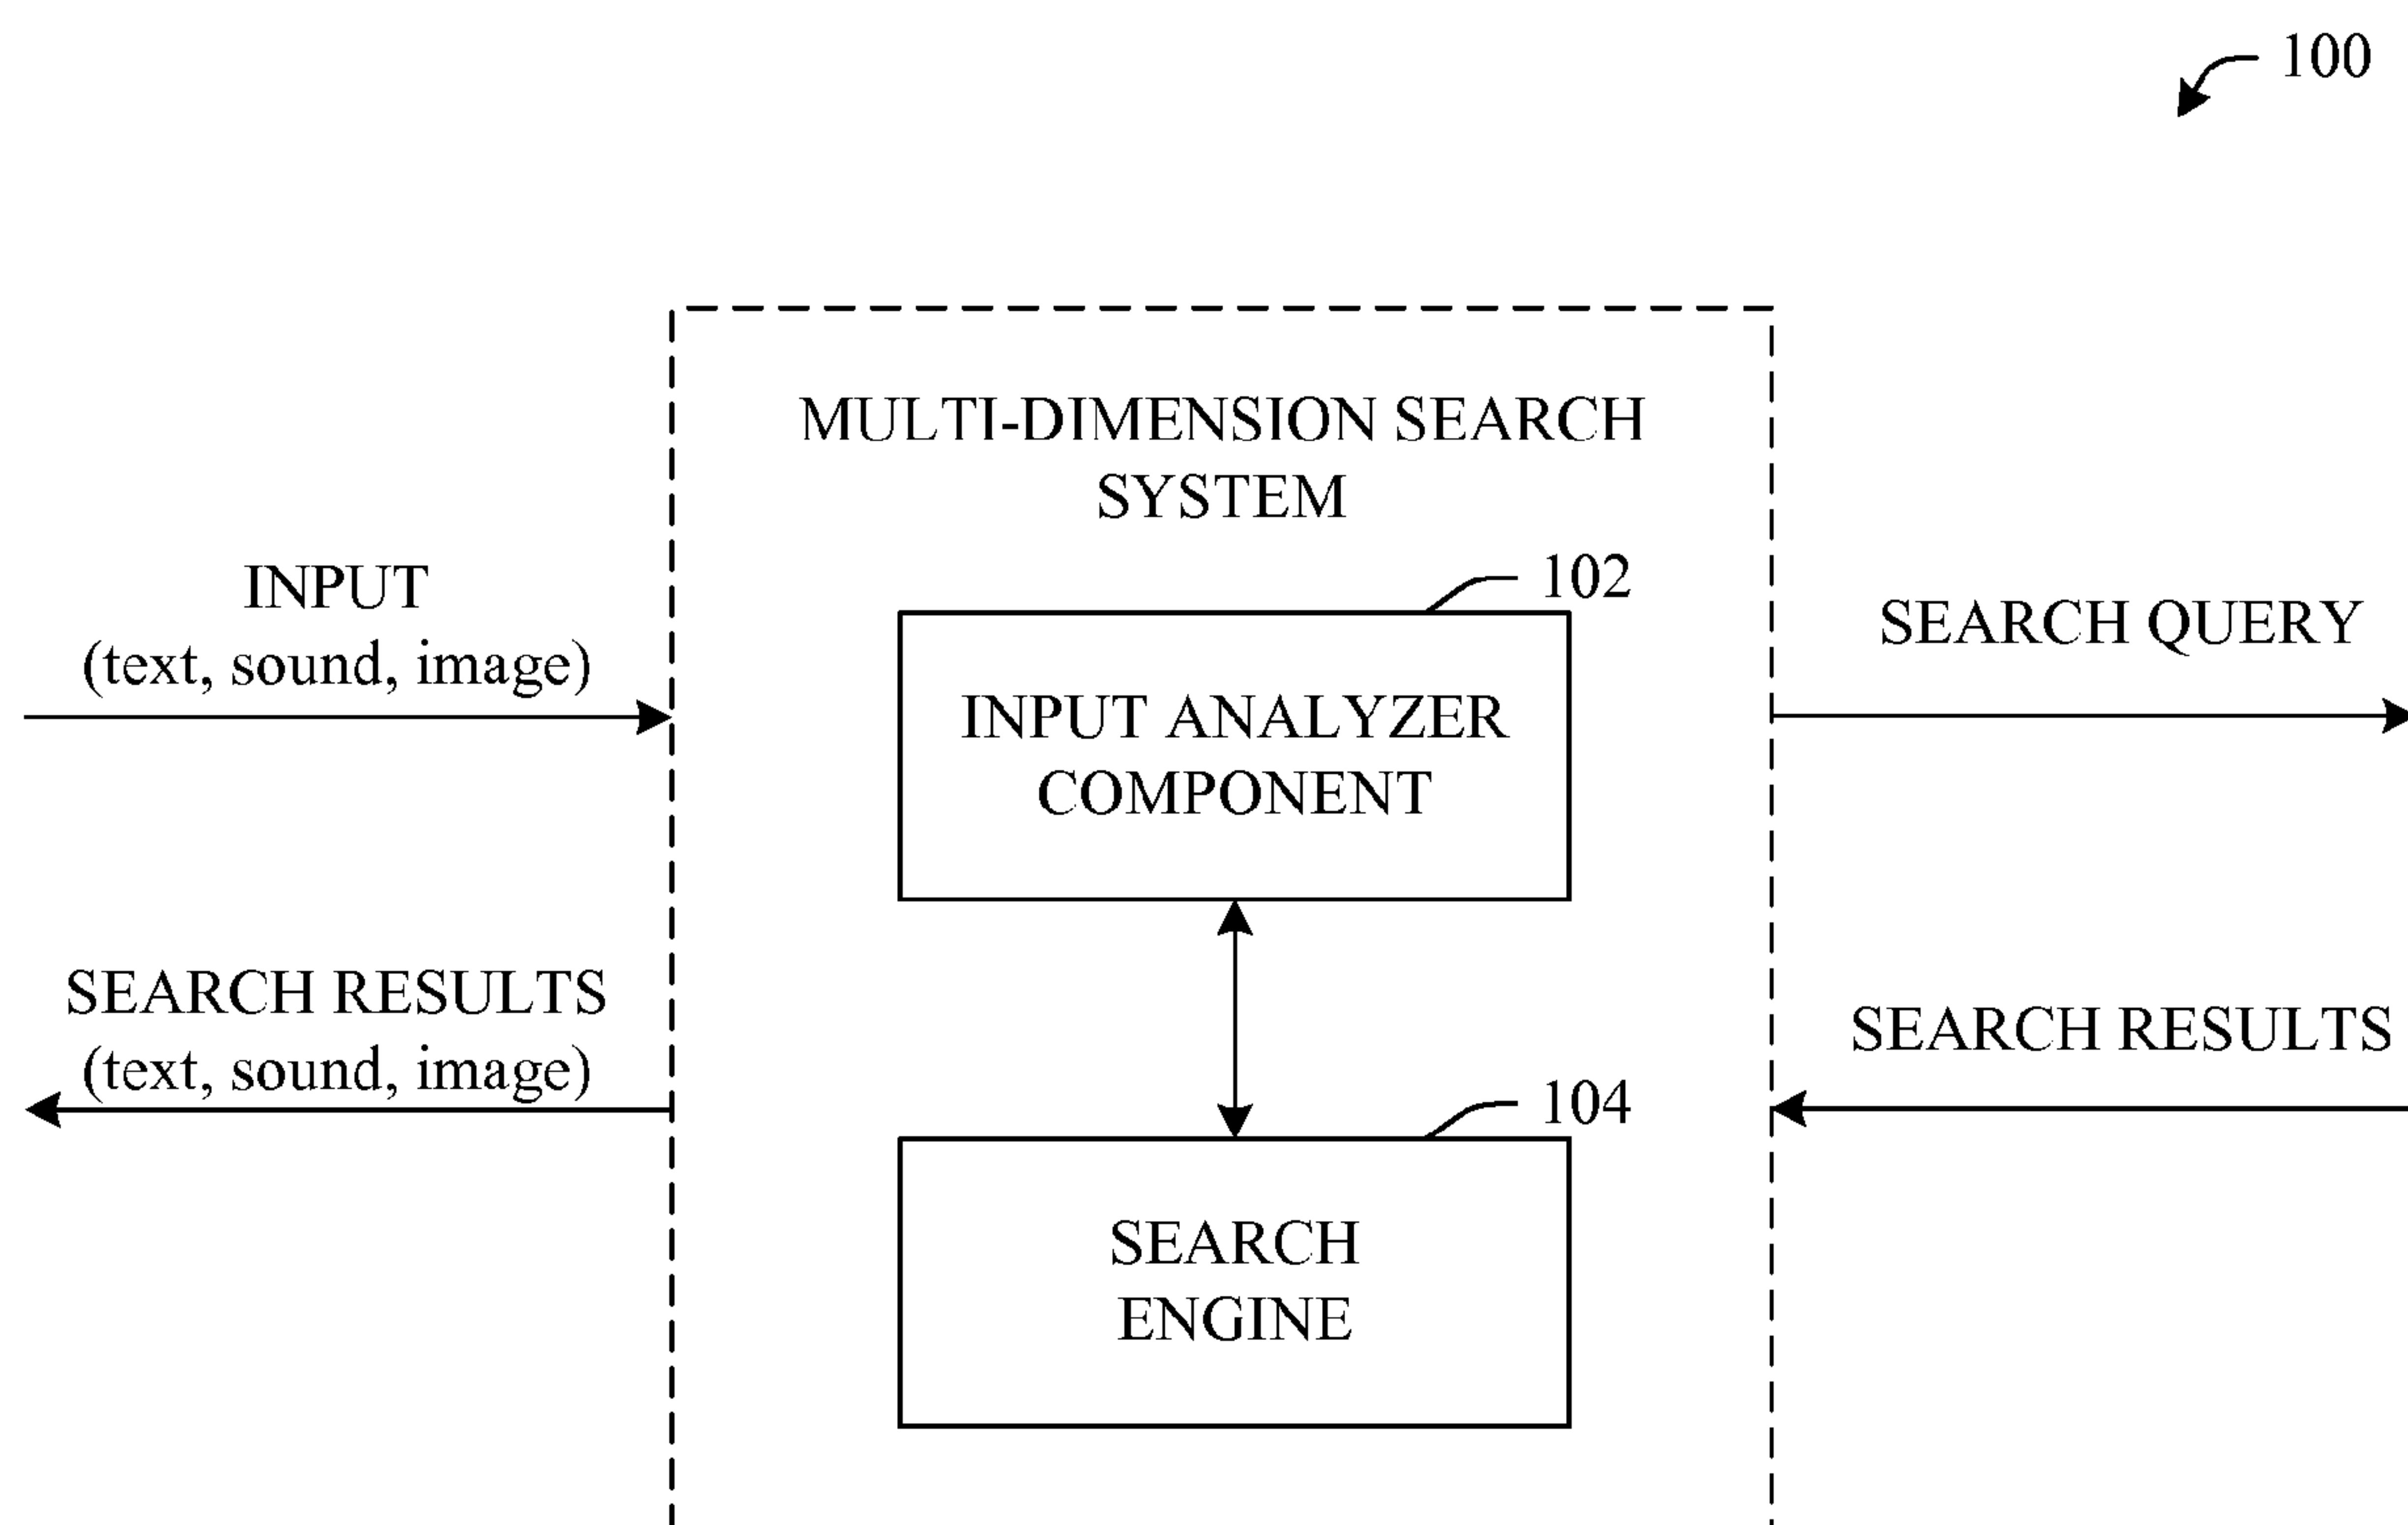 100
MULTI-DIMENSION SEARCH
SYSTEM
INPUT
(text, sound, image)
102
SEARCH QUERY
INPUT ANALYZER
COMPONENT
SEARCH RESULTS
(text, sound, image)
SEARCH RESULTS
104
SEARCH
ENGINE